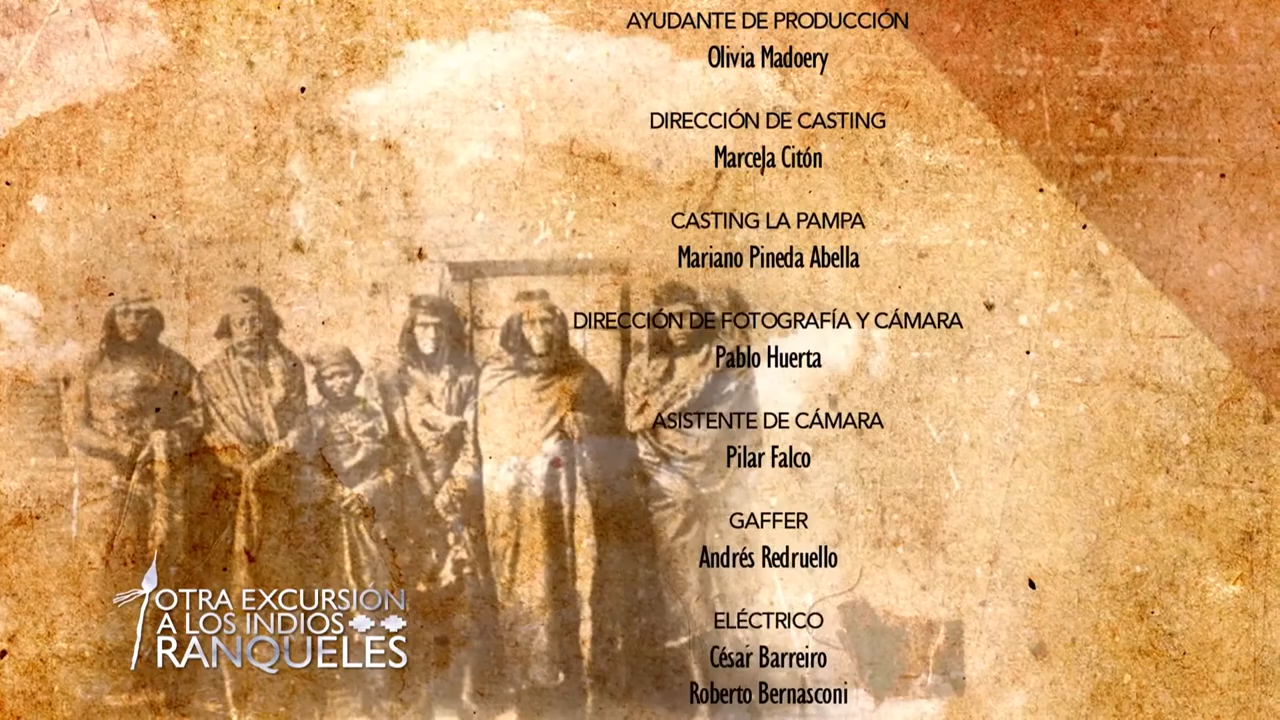 AYUDANTE DE PRODUCCIÓN
Olivia Madoery
DIRECCIÓN DE CASTING
Marcela Citón
CASTING LA PAMPA
Mariano Pineda Abella
DIRECCIÓN DE FOTOGRAFÍA Y CÁMARA
Pablo Huerta
ASISTENTE DE CÁMARA
Pilar Falco
GAFFER
Andrés Redruello
ELÉCTRICO
César Barreiro
Roberto Bernasconi
OTRA EXCURSIÓN
A LOS INDIOS
RANQUELES